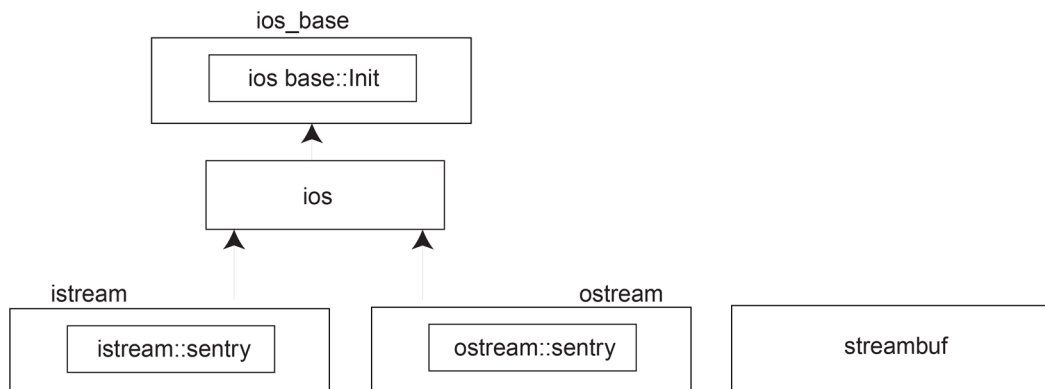 ios_base
ios base::Init
ios
istream
ostream
istream::sentry
ostream::sentry
streambuf